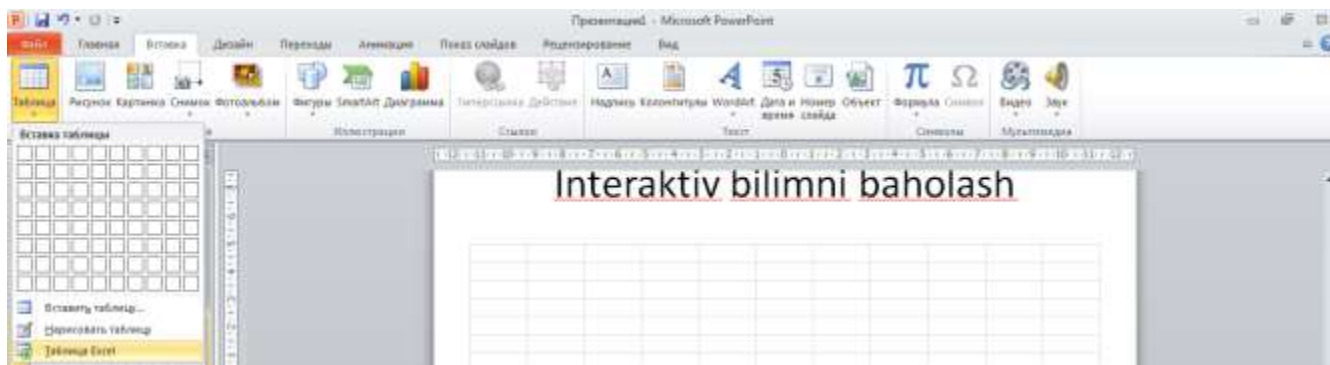 Презентация1 - Microsoft PowerPoint
Файл Главная Вставка Дизайн Переходы Анимация Показ слайдов Рецензирование Вид
Таблица Рисунок Картинка Снимок Фотоальбом Фигуры SmartArt Диаграмма Гиперссылка Действие Надпись Колонтитулы WordArt Дата и время Номер слайда Объект Формула Символ Видео Звук
Иллюстрации Ссылки Текст Символы Мультимедиа
Вставка таблицы
Interaktiv bilimni baholash
Вставить таблицу...
Нарисовать таблицу
Таблица Excel